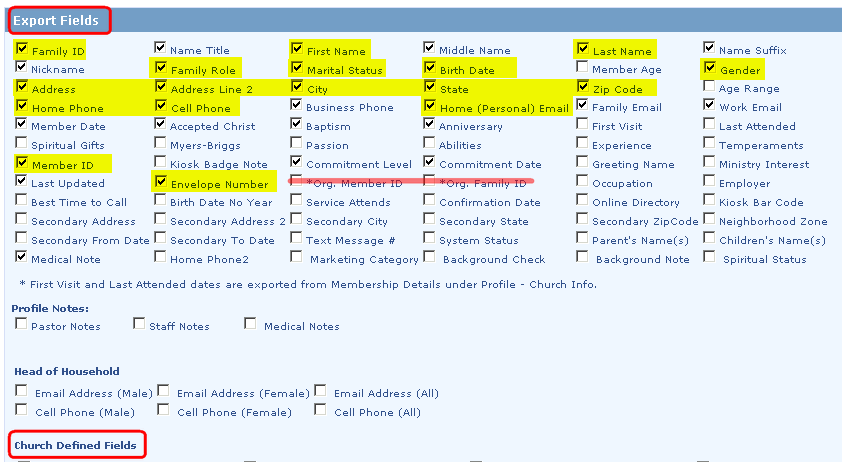 Export Fields
Family ID Name Title First Name Middle Name Last Name Name Suffix
Nickname Family Role Marital Status Birth Date Member Age Gender
Address Address Line 2 City State Zip Code Age Range
Home Phone Cell Phone Business Phone Home (Personal) Email Family Email Work Email
Member Date Accepted Christ Baptism Anniversary First Visit Last Attended
Spiritual Gifts Myers-Briggs Passion Abilities Experience Temperaments
Member ID Kiosk Badge Note Commitment Level Commitment Date Greeting Name Ministry Interest
Last Updated Envelope Number *Org. Member ID *Org. Family ID Occupation Employer
Best Time to Call Birth Date No Year Service Attends Confirmation Date Online Directory Kiosk Bar Code
Secondary Address Secondary Address 2 Secondary City Secondary State Secondary ZipCode Neighborhood Zone
Secondary From Date Secondary To Date Text Message # System Status Parent's Name(s) Children's Name(s)
Medical Note Home Phone2 Marketing Category Background Check Background Note Spiritual Status
* First Visit and Last Attended dates are exported from Membership Details under Profile - Church Info.
Profile Notes:
Pastor Notes Staff Notes Medical Notes
Head of Household
Email Address (Male) Email Address (Female) Email Address (All)
Cell Phone (Male) Cell Phone (Female) Cell Phone (All)
Church Defined Fields